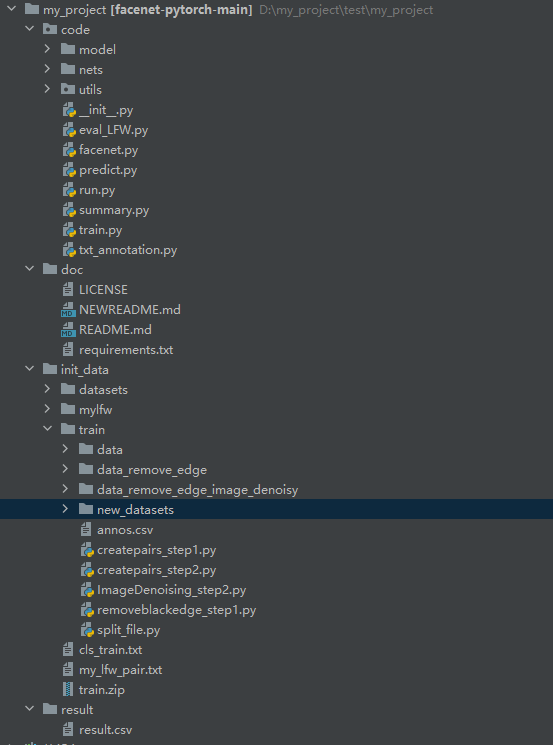 my_project [facenet-pytorch-main] D:\my_project\test\my_project
code
model
nets
utils
__init__.py
eval_LFW.py
facenet.py
predict.py
run.py
summary.py
train.py
txt_annotation.py
doc
LICENSE
NEWREADME.md
README.md
requirements.txt
init_data
datasets
mylfw
train
data
data_remove_edge
data_remove_edge_image_denoisy
new_datasets
annos.csv
createpairs_step1.py
createpairs_step2.py
ImageDenoising_step2.py
removeblackedge_step1.py
split_file.py
cls_train.txt
my_lfw_pair.txt
train.zip
result
result.csv